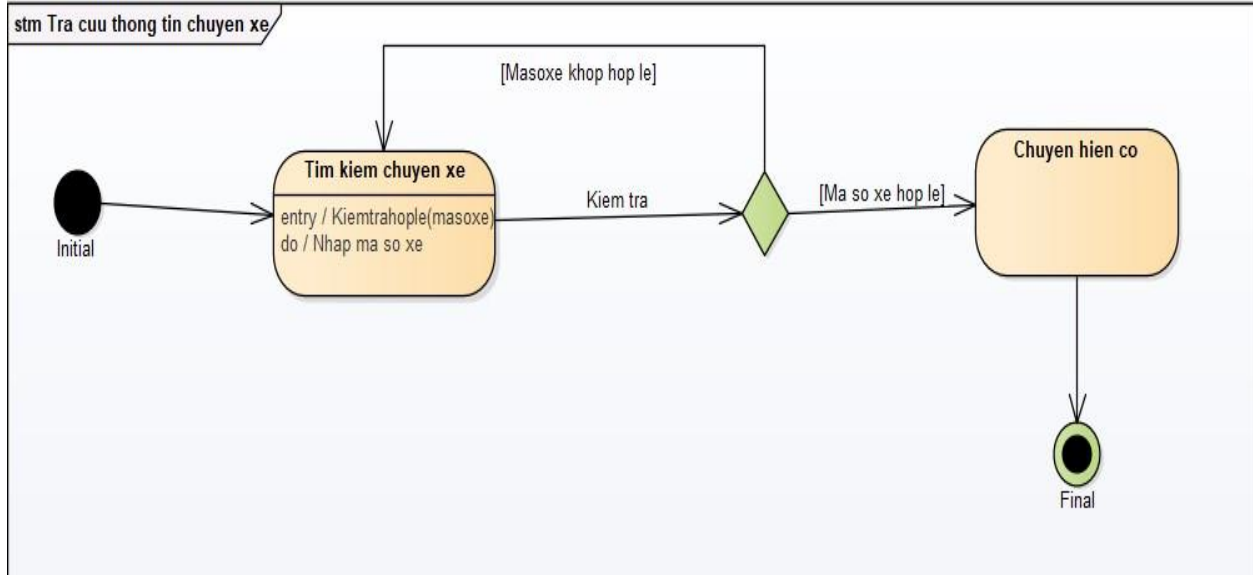 stm Tra cuu thong tin chuyen xe
[Masoxe khop hop le]
Tim kiem chuyen xe
entry / Kiemtrahople(masoxe)
do / Nhap ma so xe
Initial
Kiem tra
[Ma so xe hop le]
Chuyen hien co
Final